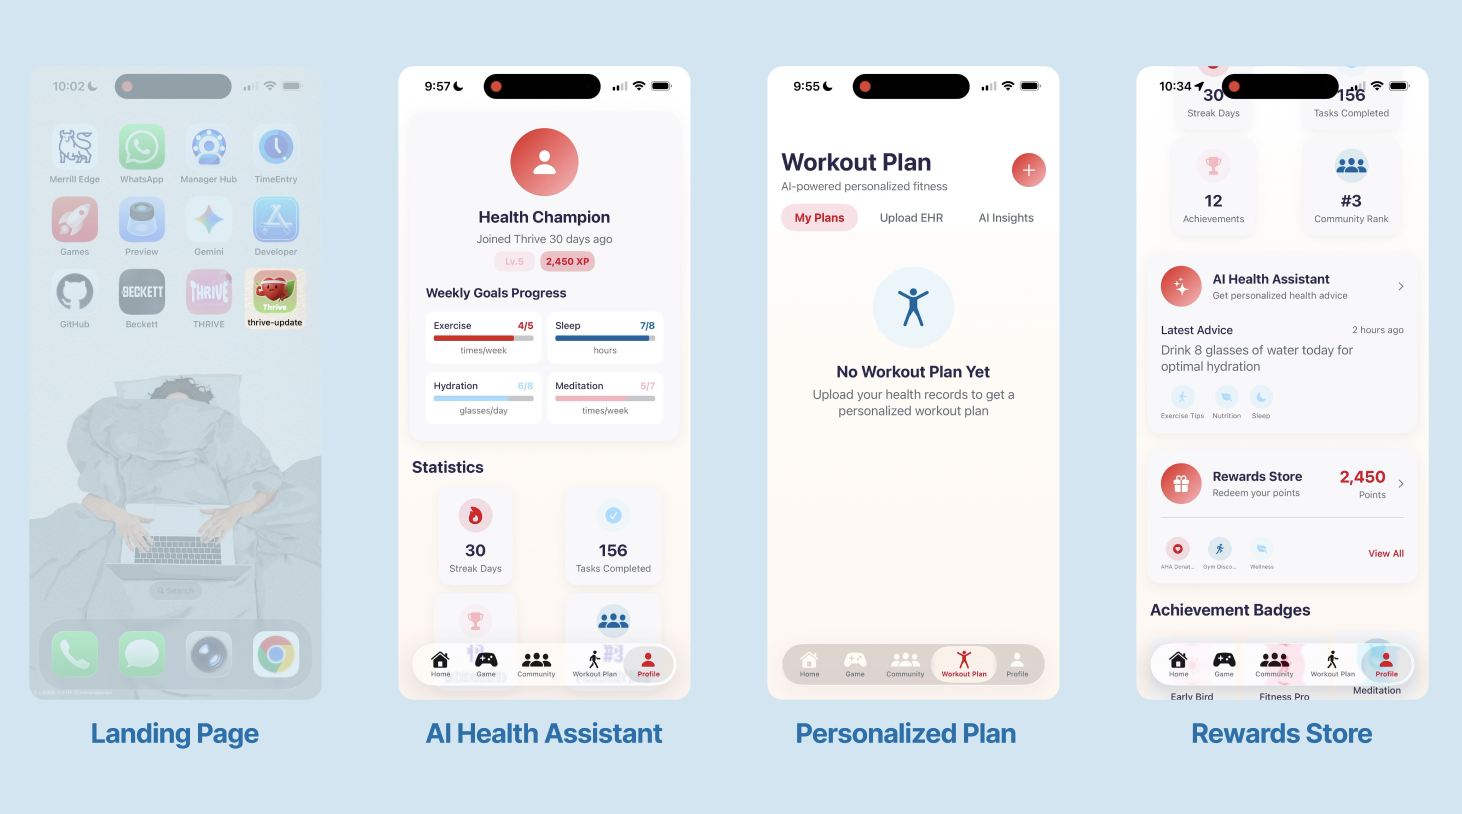 10:02
Merrill Edge
WhatsApp
Manager Hub
TimeEntry
Games
Preview
Gemini
Developer
BECKETT
THRIVE
Thrive
GitHub
Beckett
THRIVE
thrive-update
Search
Landing Page
9:57
Health Champion
Joined Thrive 30 days ago
Lv.5
2,450 XP
Weekly Goals Progress
Exercise 4/5
times/week
Sleep 7/8
hours
Hydration 6/8
glasses/day
Meditation 5/7
times/week
Statistics
30
Streak Days
156
Tasks Completed
12
#3
Home
Game
Community
Workout Plan
Profile
AI Health Assistant
9:55
Workout Plan
AI-powered personalized fitness
My Plans
Upload EHR
AI Insights
No Workout Plan Yet
Upload your health records to get a
personalized workout plan
Home
Game
Community
Workout Plan
Profile
Personalized Plan
10:34
30
Streak Days
156
Tasks Completed
12
Achievements
#3
Community Rank
AI Health Assistant
Get personalized health advice
Latest Advice
2 hours ago
Drink 8 glasses of water today for
optimal hydration
Exercise Tips
Nutrition
Sleep
Rewards Store
Redeem your points
2,450
Points
AHA Donat...
Gym Disco...
Wellness
View All
Achievement Badges
Home
Game
Community
Workout Plan
Profile
Early Bird
Fitness Pro
Meditation
Rewards Store